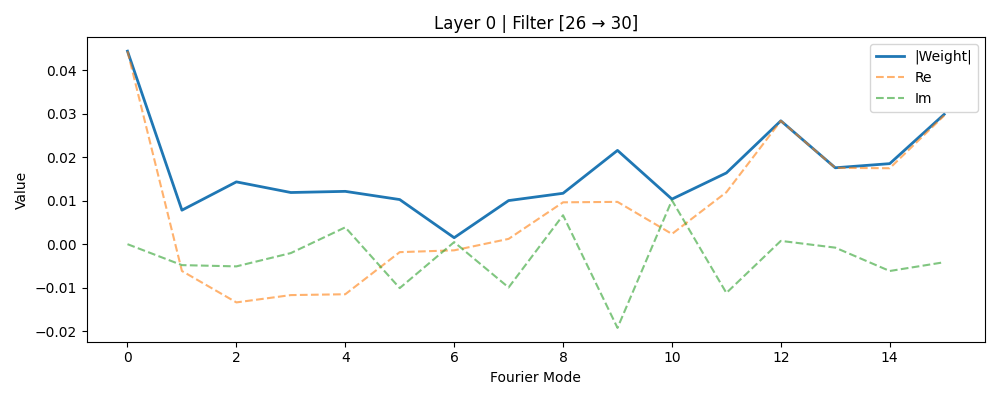 Layer 0 | Filter [26 → 30]
|Weight|
Re
Im
Value
0.04
0.03
0.02
0.01
0.00
−0.01
−0.02
0 2 4 6 8 10 12 14
Fourier Mode